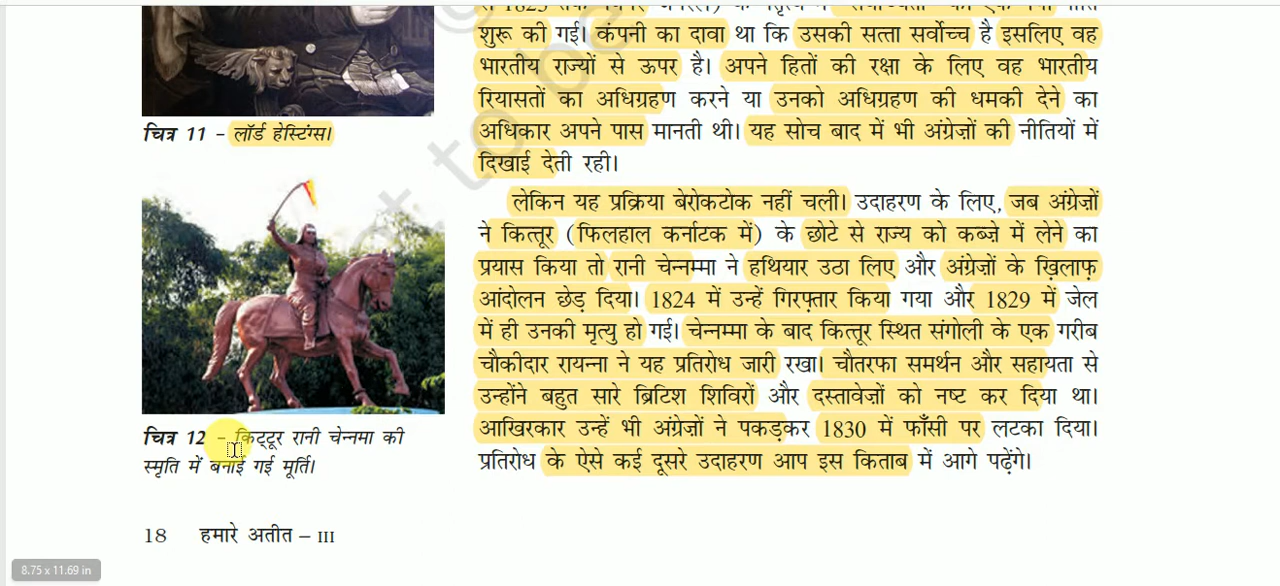 शुरू की गई। कंपनी का दावा था कि उसकी सत्ता सर्वोच्च है इसलिए वह
भारतीय राज्यों से ऊपर है। अपने हितों की रक्षा के लिए वह भारतीय
रियासतों का अधिग्रहण करने या उनको अधिग्रहण की धमकी देने का
अधिकार अपने पास मानती थी। यह सोच बाद में भी अंग्रेज़ों की नीतियों में
दिखाई देती रही।
चित्र 11 – लॉर्ड हेस्टिंग्स।
लेकिन यह प्रक्रिया बेरोकटोक नहीं चली। उदाहरण के लिए, जब अंग्रेज़ों
ने कित्तूर (फिलहाल कर्नाटक में) के छोटे से राज्य को कब्ज़े में लेने का
प्रयास किया तो रानी चेन्नम्मा ने हथियार उठा लिए और अंग्रेज़ों के ख़िलाफ़
आंदोलन छेड़ दिया। 1824 में उन्हें गिरफ़्तार किया गया और 1829 में जेल
में ही उनकी मृत्यु हो गई। चेन्नम्मा के बाद कित्तूर स्थित संगोली के एक गरीब
चौकीदार रायन्ना ने यह प्रतिरोध जारी रखा। चौतरफा समर्थन और सहायता से
उन्होंने बहुत सारे ब्रिटिश शिविरों और दस्तावेज़ों को नष्ट कर दिया था।
आखिरकार उन्हें भी अंग्रेज़ों ने पकड़कर 1830 में फाँसी पर लटका दिया।
प्रतिरोध के ऐसे कई दूसरे उदाहरण आप इस किताब में आगे पढ़ेंगे।
चित्र 12 – किट्टूर रानी चेन्नमा की
स्मृति में बनाई गई मूर्ति।
18 हमारे अतीत – III
8.75 x 11.69 in